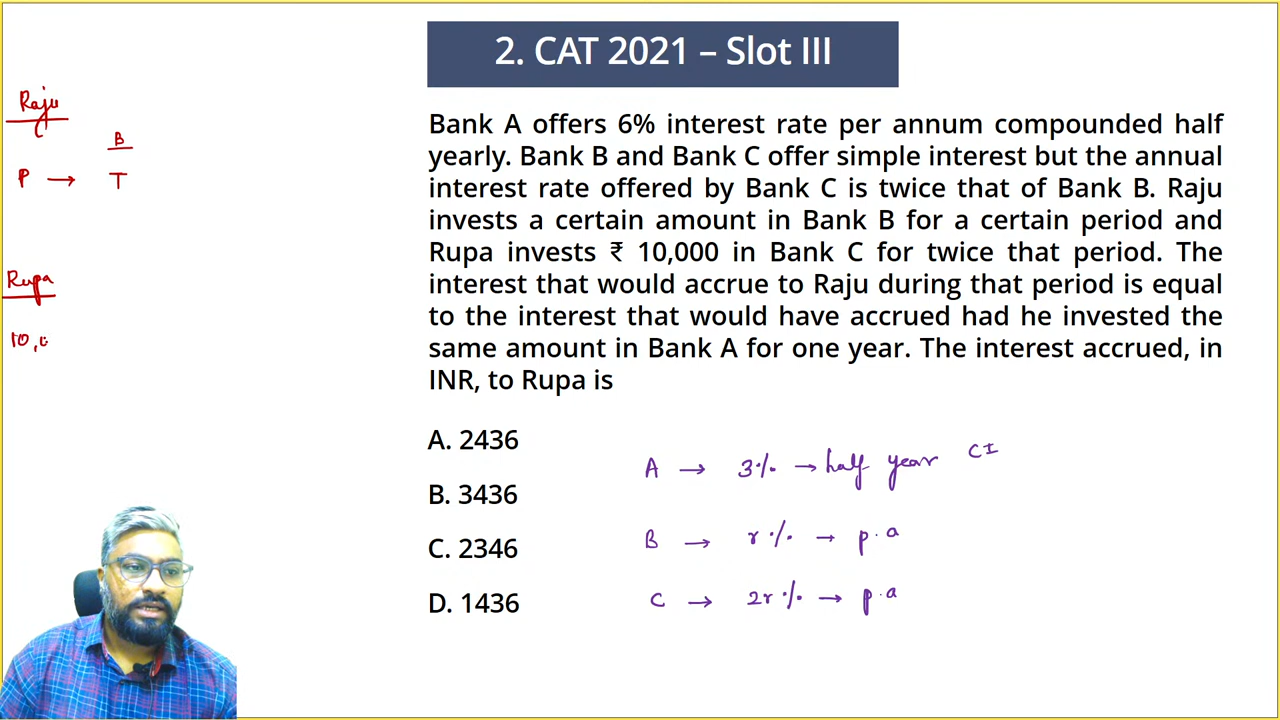 2. CAT 2021 – Slot III
Raju
B
P → T
Rupa
10,0
Bank A offers 6% interest rate per annum compounded half
yearly. Bank B and Bank C offer simple interest but the annual
interest rate offered by Bank C is twice that of Bank B. Raju
invests a certain amount in Bank B for a certain period and
Rupa invests ₹ 10,000 in Bank C for twice that period. The
interest that would accrue to Raju during that period is equal
to the interest that would have accrued had he invested the
same amount in Bank A for one year. The interest accrued, in
INR, to Rupa is
A. 2436
B. 3436
C. 2346
D. 1436
A → 3% → half year CI
B → r% → p.a
C → 2r% → p.a